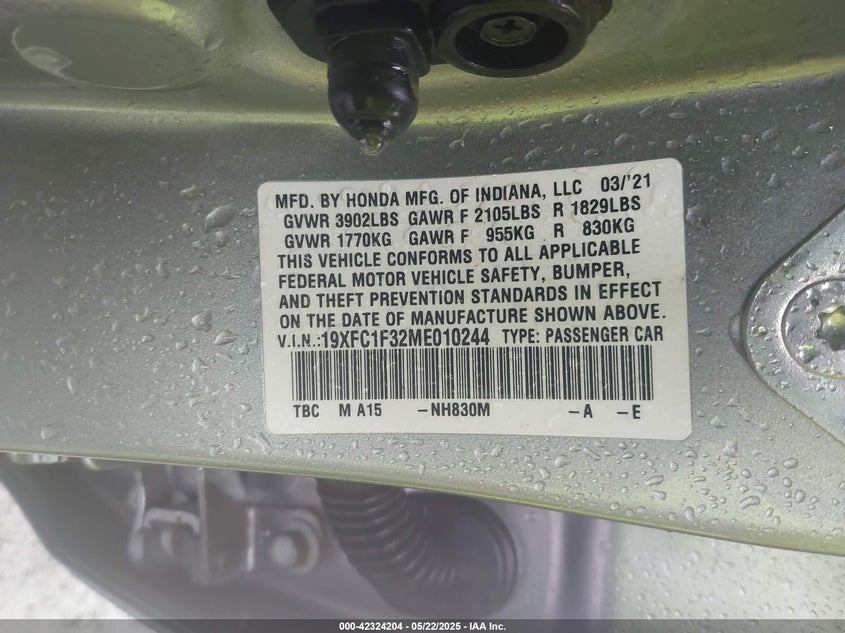 MFD. BY HONDA MFG. OF INDIANA, LLC 03/'21
GVWR 3902LBS GAWR F 2105LBS R 1829LBS
GVWR 1770KG GAWR F 955KG R 830KG
THIS VEHICLE CONFORMS TO ALL APPLICABLE
FEDERAL MOTOR VEHICLE SAFETY, BUMPER,
AND THEFT PREVENTION STANDARDS IN EFFECT
ON THE DATE OF MANUFACTURE SHOWN ABOVE.
V.I.N.:19XFC1F32ME010244 TYPE: PASSENGER CAR
TBC M A15 -NH830M -A -E
000-42324204 - 05/22/2025 - IAA Inc.